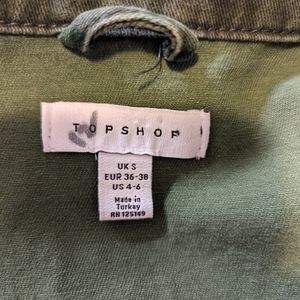 TOPSHOP
UK S
EUR 36-38
US 4-6
Made in
Turkey
RN 125149